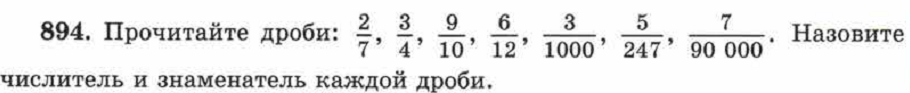 894. Прочитайте дроби: 2/7, 3/4, 9/10, 6/12, 3/1000, 5/247, 7/90 000. Назовите
числитель и знаменатель каждой дроби.